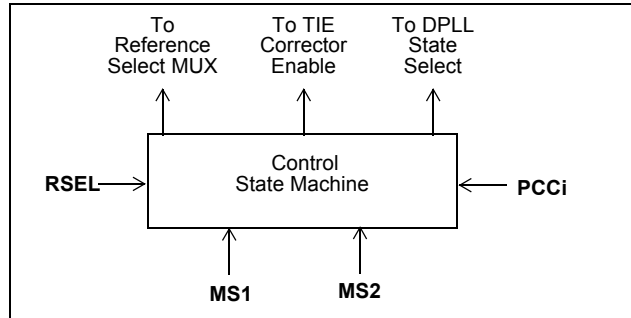 To
Reference
Select MUX
To TIE
Corrector
Enable
To DPLL
State
Select
Control
State Machine
RSEL
PCCi
MS1
MS2